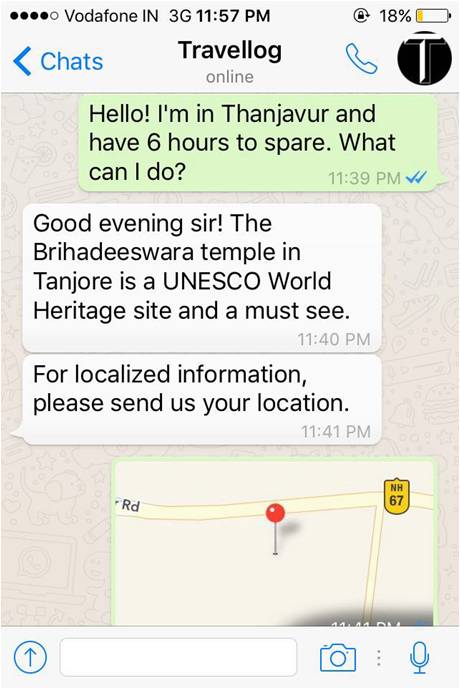 Vodafone IN 3G 11:57 PM 18%
Chats Travellog
online
Hello! I'm in Thanjavur and
have 6 hours to spare. What
can I do?
11:39 PM
Good evening sir! The
Brihadeeswara temple in
Tanjore is a UNESCO World
Heritage site and a must see.
11:40 PM
For localized information,
please send us your location.
11:41 PM
Rd
NH
67
11:41 PM